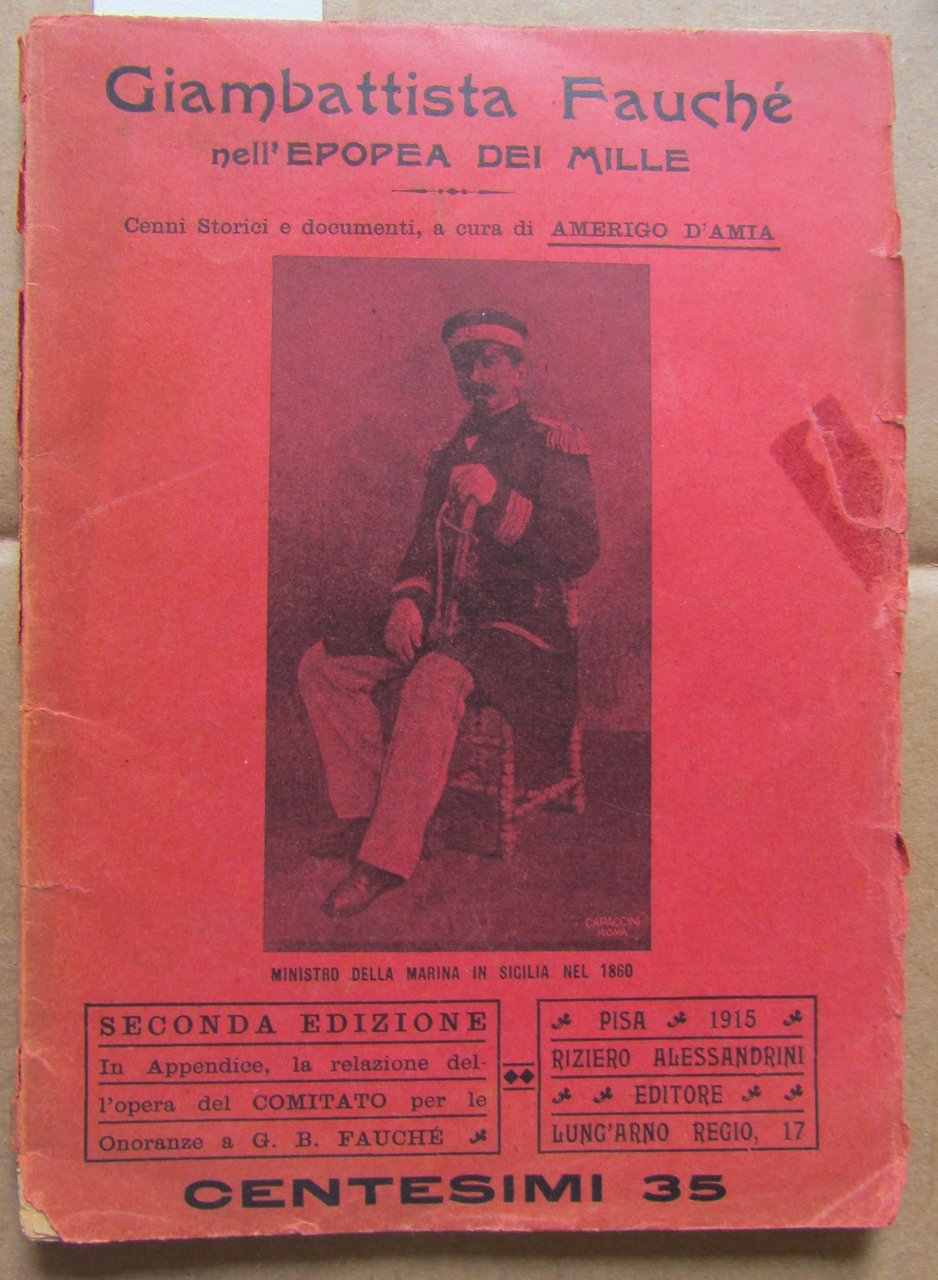 Giambattista Fauché
nell'EPOPEA DEI MILLE
Cenni Storici e documenti, a cura di AMERIGO D'AMIA
CAPACCINI
ROMA
MINISTRO DELLA MARINA IN SICILIA NEL 1860
SECONDA EDIZIONE
In Appendice, la relazione del-
l'opera del COMITATO per le
Onoranze a G. B. FAUCHÉ
PISA 1915
RIZIERO ALESSANDRINI
EDITORE
LUNG'ARNO REGIO, 17
CENTESIMI 35